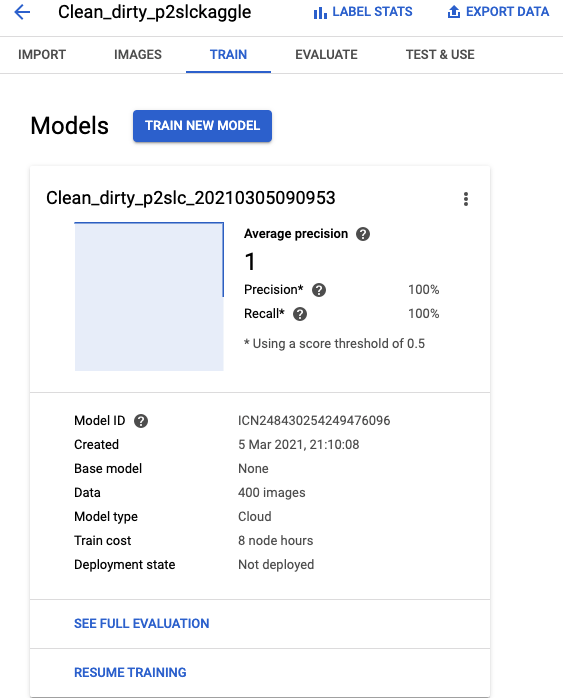 Clean_dirty_p2slckaggle
LABEL STATS
EXPORT DATA
IMPORT
IMAGES
TRAIN
EVALUATE
TEST & USE
Models
TRAIN NEW MODEL
Clean_dirty_p2slc_20210305090953
Average precision
1
Precision* 100%
Recall* 100%
* Using a score threshold of 0.5
Model ID ICN248430254249476096
Created 5 Mar 2021, 21:10:08
Base model None
Data 400 images
Model type Cloud
Train cost 8 node hours
Deployment state Not deployed
SEE FULL EVALUATION
RESUME TRAINING